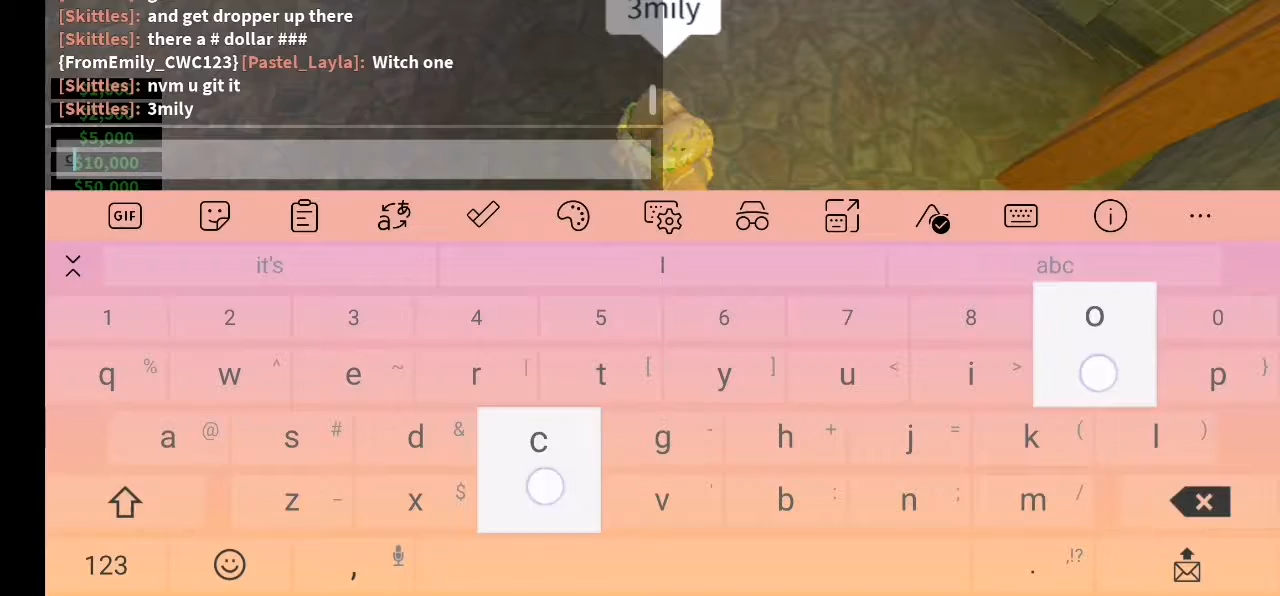 [Skittles]: and get dropper up there
3mily
[Skittles]: there a # dollar ###
{FromEmily_CWC123}[Pastel_Layla]: Witch one
[Skittles]: nvm u git it
[Skittles]: 3mily
$5,000
$10,000
$50,000
GIF
it's I abc
1 2 3 4 5 6 7 8 O 0
q % w ^ e ~ r | t [ y ] u < i > p }
a @ s # d & C g - h + j = k ( l )
z _ x $ v ' b : n ; m /
123 , . ,!?